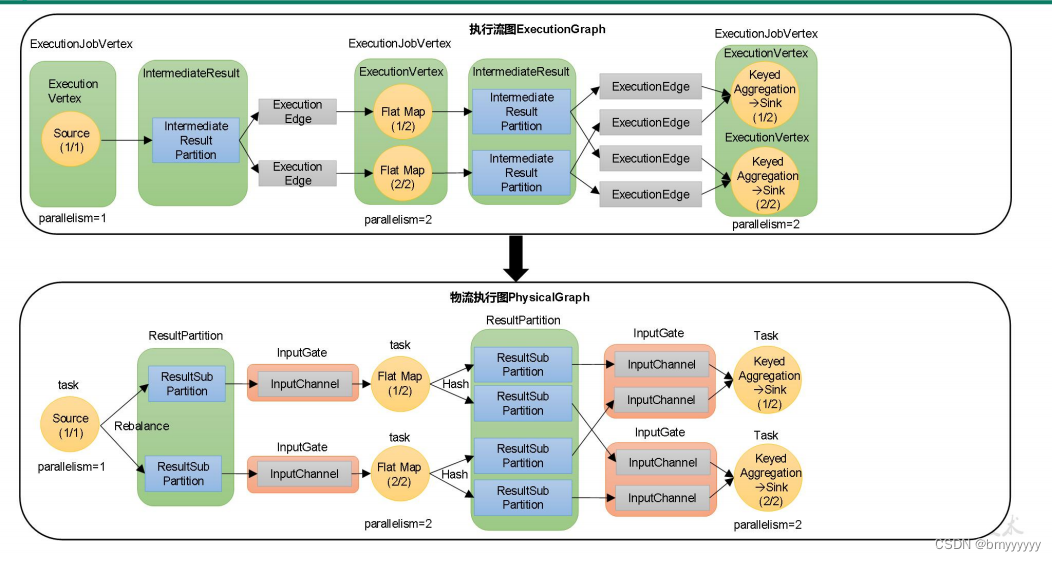 执行流图ExecutionGraph
ExecutionJobVertex
Execution
Vertex
Source
(1/1)
parallelism=1
IntermediateResult
Intermediate
Result
Partition
Execution
Edge
Execution
Edge
ExecutionJobVertex
ExecutionVertex
Flat Map
(1/2)
Flat Map
(2/2)
parallelism=2
IntermediateResult
Intermediate
Result
Partition
Intermediate
Result
Partition
ExecutionEdge
ExecutionEdge
ExecutionEdge
ExecutionEdge
ExecutionJobVertex
ExecutionVertex
Keyed
Aggregation
→Sink
(1/2)
ExecutionVertex
Keyed
Aggregation
→Sink
(2/2)
parallelism=2
物流执行图PhysicalGraph
task
Source
(1/1)
parallelism=1
Rebalance
ResultPartition
ResultSub
Partition
ResultSub
Partition
InputGate
InputChannel
InputGate
InputChannel
task
Flat Map
(1/2)
task
Flat Map
(2/2)
parallelism=2
Hash
Hash
ResultPartition
ResultSub
Partition
ResultSub
Partition
ResultSub
Partition
ResultSub
Partition
InputGate
InputChannel
InputChannel
InputGate
InputChannel
InputChannel
Task
Keyed
Aggregation
→Sink
(1/2)
Task
Keyed
Aggregation
→Sink
(2/2)
parallelism=2
CSDN @bmyyyyyy